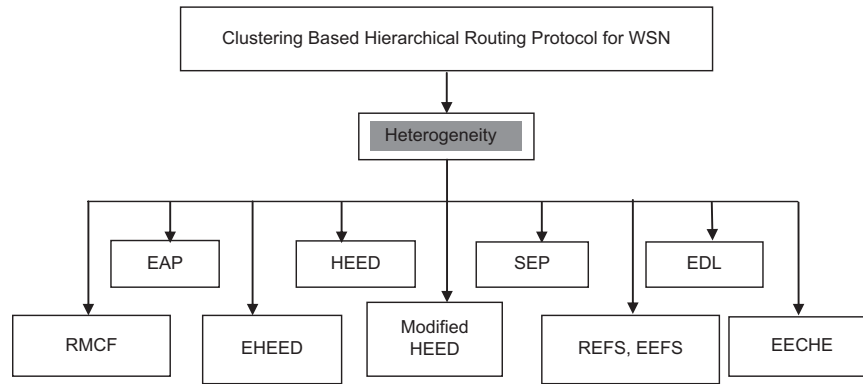 Clustering Based Hierarchical Routing Protocol for WSN
Heterogeneity
EAP
HEED
SEP
EDL
RMCF
EHEED
Modified
HEED
REFS, EEFS
EECHE